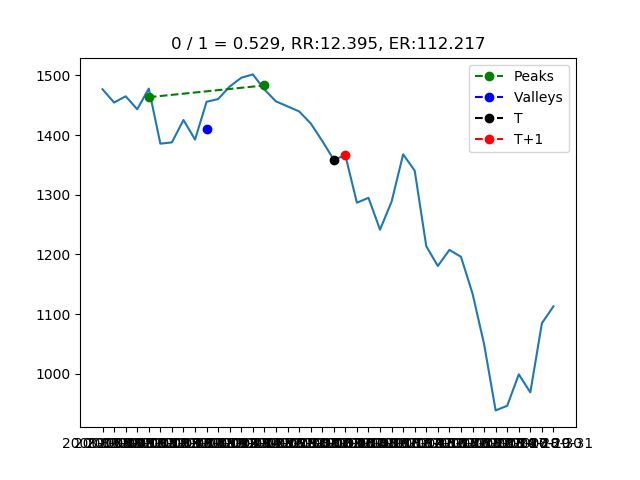 0 / 1 = 0.529, RR:12.395, ER:112.217
1500
1400
1300
1200
1100
1000
Peaks
Valleys
T
T+1